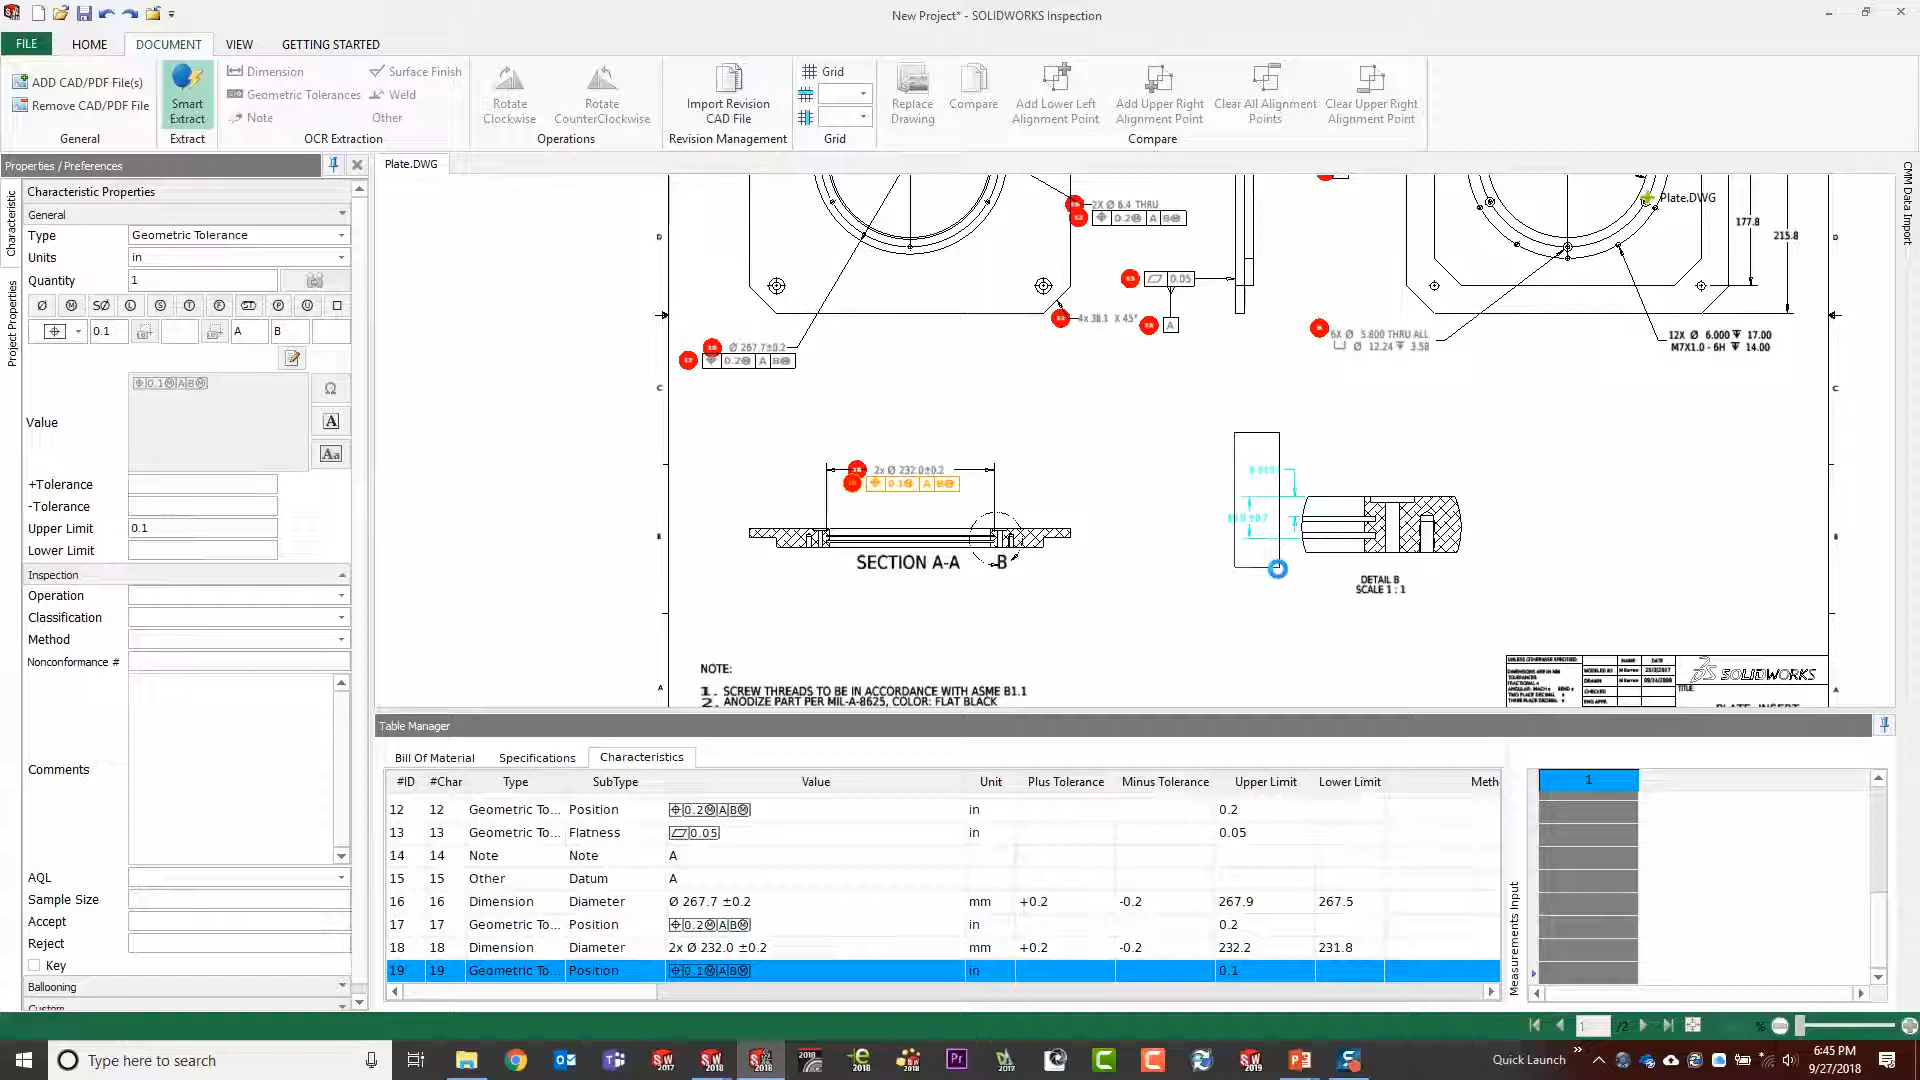 New Project* - SOLIDWORKS Inspection
FILE
HOME
DOCUMENT
VIEW
GETTING STARTED
ADD CAD/PDF File(s)
Remove CAD/PDF File
General
Smart Extract
Extract
Dimension
Geometric Tolerances
Note
Surface Finish
Weld
Other
OCR Extraction
Rotate Clockwise
Rotate CounterClockwise
Operations
Import Revision CAD File
Revision Management
Grid
Grid
Replace Drawing
Compare
Add Lower Left Alignment Point
Add Upper Right Alignment Point
Clear All Alignment Points
Clear Upper Right Alignment Point
Compare
Properties / Preferences
Plate.DWG
Characteristic
Project Properties
Characteristic Properties
General
Type Geometric Tolerance
Units in
Quantity 1
0.1 A B
Value
⌖0.1ⓂABⓂ
+Tolerance
-Tolerance
Upper Limit 0.1
Lower Limit
Inspection
Operation
Classification
Method
Nonconformance #
Comments
AQL
Sample Size
Accept
Reject
Key
Ballooning
CMM Data Import
2X Ø 6.4 THRU
⌖ 0.2Ⓜ A BⓂ
0.05
A
4x 38.1 X 45°
Ø 267.7±0.2
⌖ 0.2Ⓜ A BⓂ
Plate.DWG
177.8
215.8
6X Ø 5.800 THRU ALL
⌴ Ø 12.24 ↧ 3.58
12X Ø 6.000 ↧ 17.00
M7X1.0 - 6H ↧ 14.00
2x Ø 232.0±0.2
⌖ 0.1Ⓜ A BⓂ
SECTION A-A
B
DETAIL B
SCALE 1 : 1
NOTE:
1. SCREW THREADS TO BE IN ACCORDANCE WITH ASME B1.1
2. ANODIZE PART PER MIL-A-8625, COLOR: FLAT BLACK
SOLIDWORKS
TITLE:
Table Manager
Bill Of Material
Specifications
Characteristics
#ID #Char Type SubType Value Unit Plus Tolerance Minus Tolerance Upper Limit Lower Limit Meth
12 12 Geometric To... Position ⌖0.2ⓂABⓂ in 0.2
13 13 Geometric To... Flatness ⏥0.05 in 0.05
14 14 Note Note A
15 15 Other Datum A
16 16 Dimension Diameter Ø 267.7 ±0.2 mm +0.2 -0.2 267.9 267.5
17 17 Geometric To... Position ⌖0.2ⓂABⓂ in 0.2
18 18 Dimension Diameter 2x Ø 232.0 ±0.2 mm +0.2 -0.2 232.2 231.8
19 19 Geometric To... Position ⌖0.1ⓂABⓂ in 0.1
Measurements Input
1
1 /2
%
Type here to search
Quick Launch
6:45 PM
9/27/2018